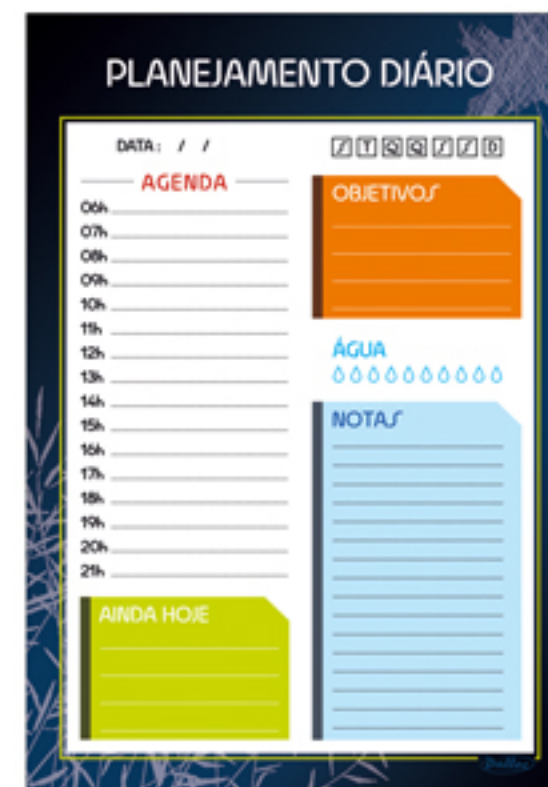 PLANEJAMENTO DIÁRIO
DATA: / /
S T Q Q S S D
AGENDA
06h
07h
08h
09h
10h
11h
12h
13h
14h
15h
16h
17h
18h
19h
20h
21h
AINDA HOJE
OBJETIVOS
ÁGUA
NOTAS